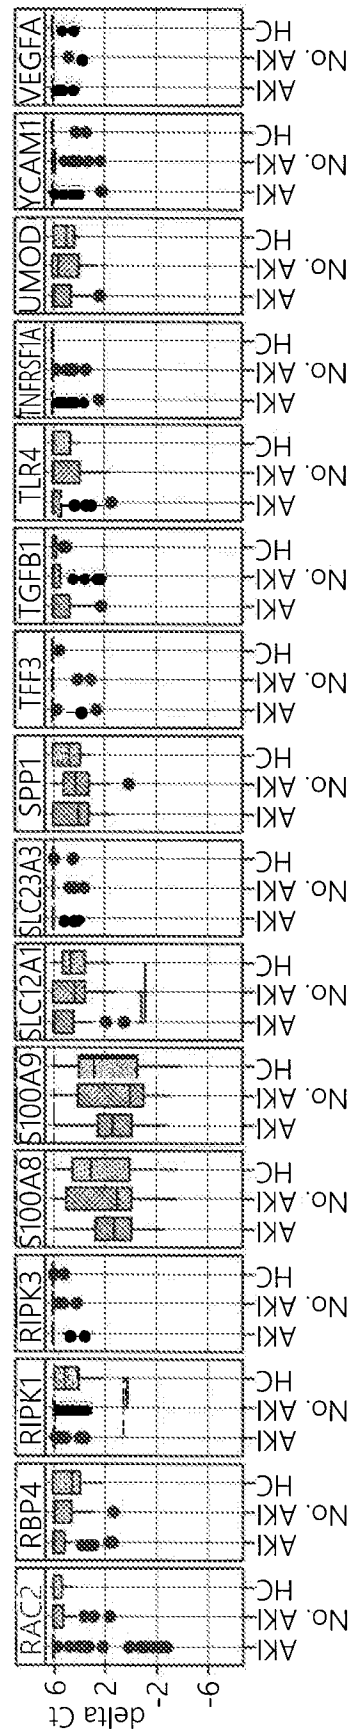 RAC2
RBP4
RIPK1
RIPK3
S100A8
S100A9
SLC12A1
SLC23A3
SPP1
TFF3
TGFB1
TLR4
TNFRSF1A
UMOD
YCAM1
VEGFA
delta Ct
6
2
-2
-6
AKI
No. AKI
HC
AKI
No. AKI
HC
AKI
No. AKI
HC
AKI
No. AKI
HC
AKI
No. AKI
HC
AKI
No. AKI
HC
AKI
No. AKI
HC
AKI
No. AKI
HC
AKI
No. AKI
HC
AKI
No. AKI
HC
AKI
No. AKI
HC
AKI
No. AKI
HC
AKI
No. AKI
HC
AKI
No. AKI
HC
AKI
No. AKI
HC
AKI
No. AKI
HC